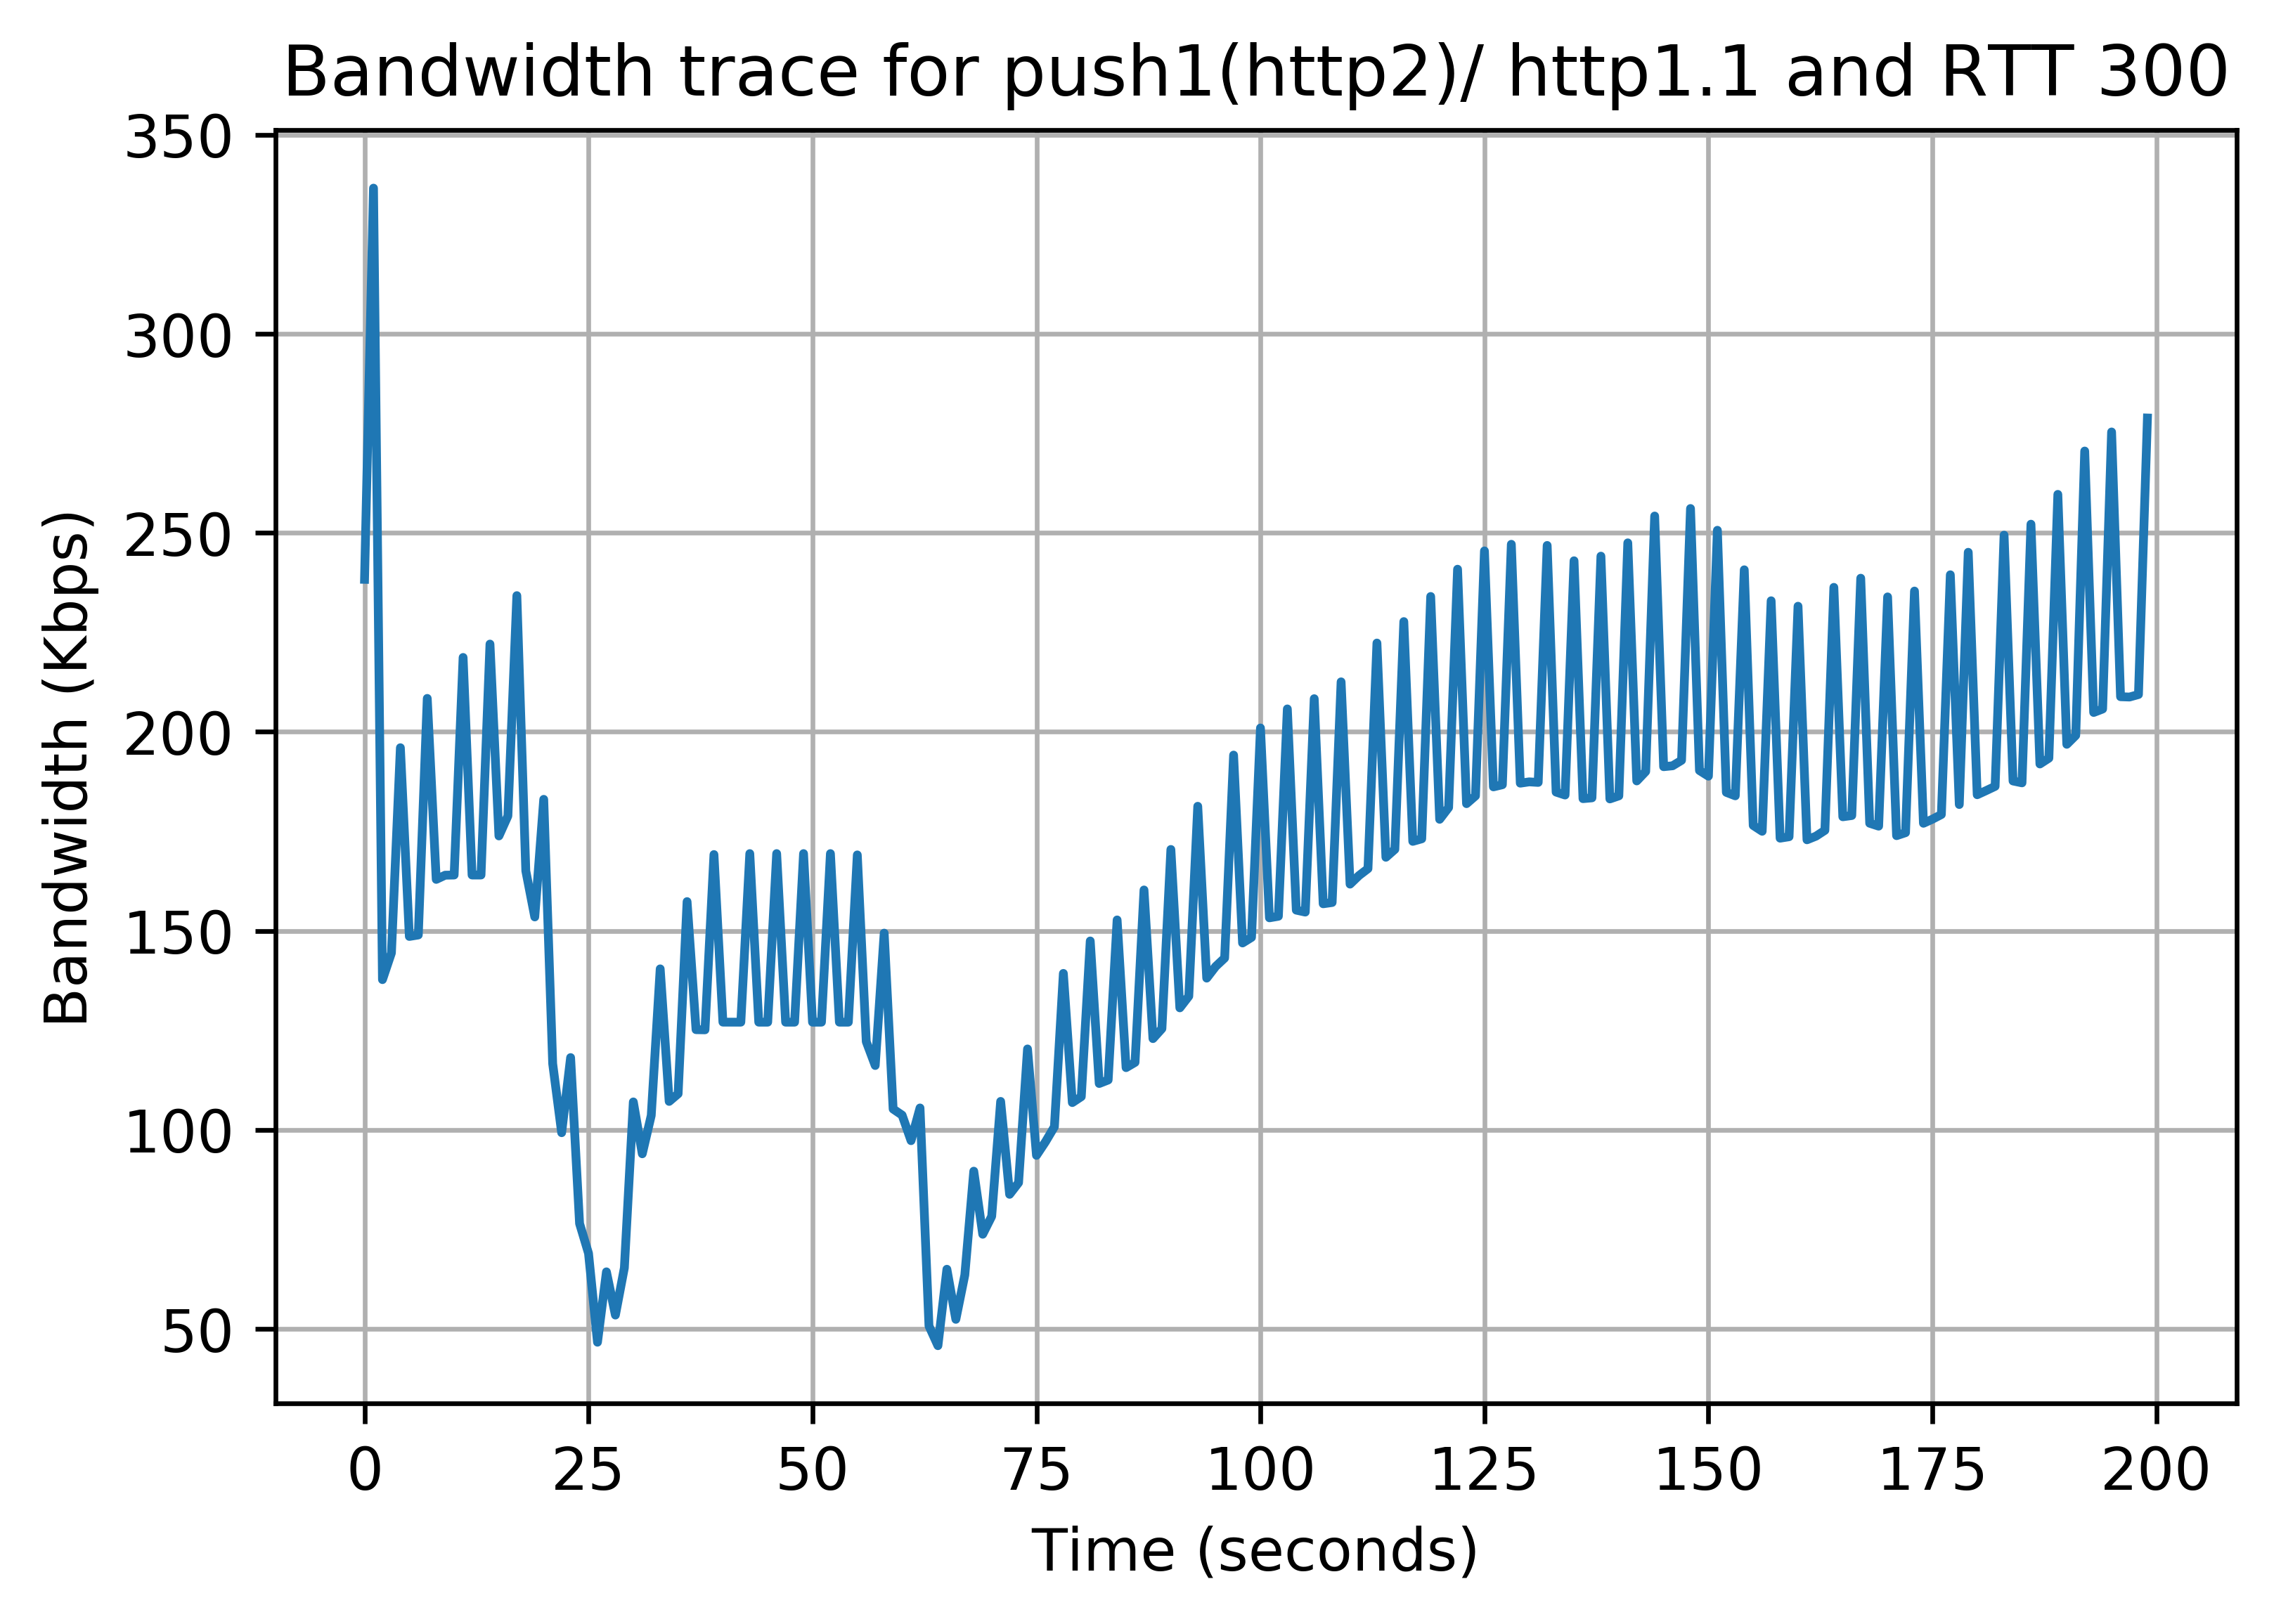 Bandwidth trace for push1(http2)/ http1.1 and RTT 300
350
300
250
200
150
100
50
Bandwidth (Kbps)
0 25 50 75 100 125 150 175 200
Time (seconds)